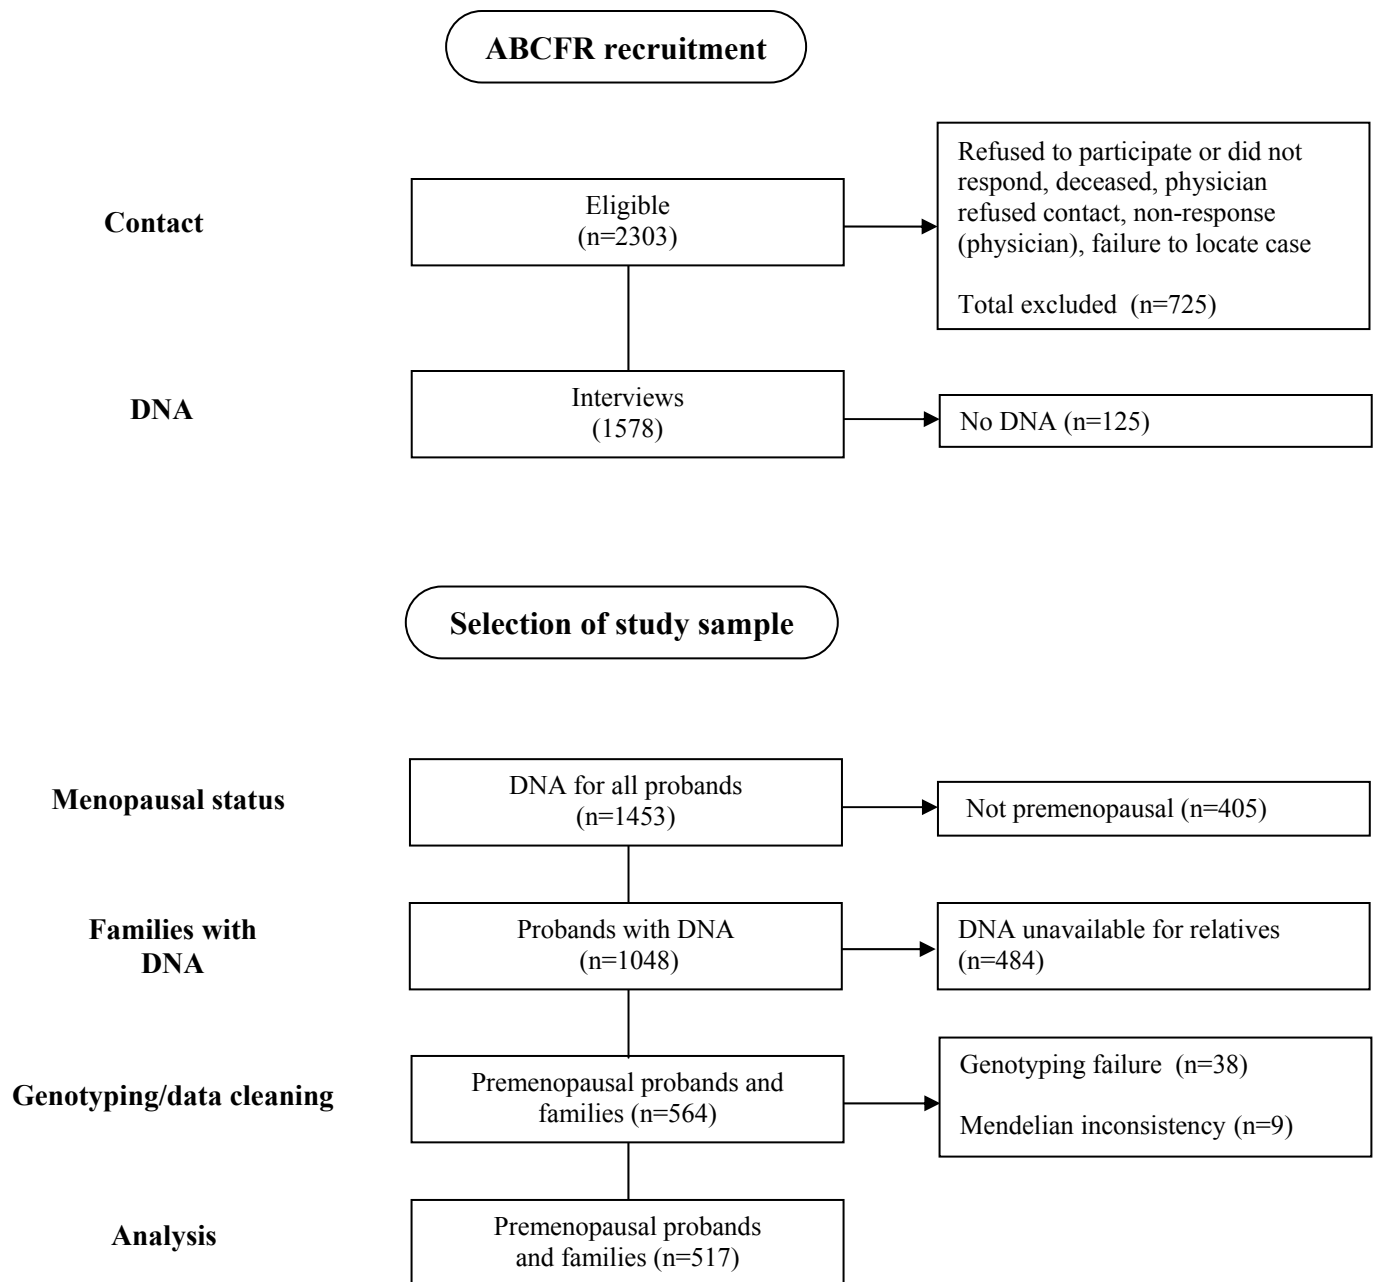 ABCFR recruitment
Contact
Eligible
(n=2303)
Refused to participate or did not
respond, deceased, physician
refused contact, non-response
(physician), failure to locate case
Total excluded  (n=725)
DNA
Interviews
(1578)
No DNA (n=125)
Selection of study sample
Menopausal status
DNA for all probands
(n=1453)
Not premenopausal (n=405)
Families with
DNA
Probands with DNA
(n=1048)
DNA unavailable for relatives
(n=484)
Genotyping/data cleaning
Premenopausal probands and
families (n=564)
Genotyping failure  (n=38)
Mendelian inconsistency (n=9)
Analysis
Premenopausal probands
and families (n=517)